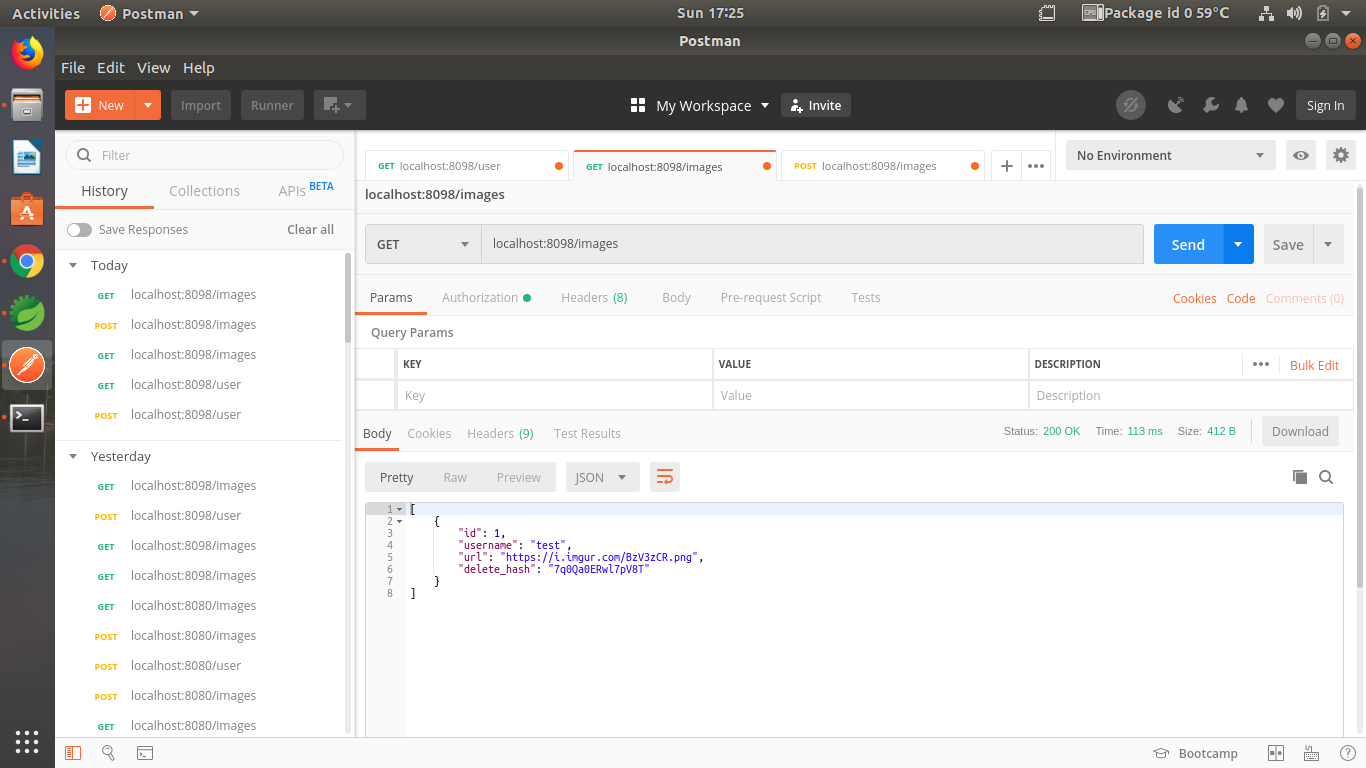 Activities Postman Sun 17:25 Package id 0 59°C
Postman
File Edit View Help
New Import Runner My Workspace Invite Sign In
Filter
History Collections APIs BETA
Save Responses Clear all
Today
GET localhost:8098/images
POST localhost:8098/images
GET localhost:8098/images
GET localhost:8098/user
POST localhost:8098/user
Yesterday
GET localhost:8098/images
POST localhost:8098/user
GET localhost:8098/images
GET localhost:8098/images
GET localhost:8080/images
POST localhost:8080/images
POST localhost:8080/user
POST localhost:8080/images
GET localhost:8080/images
GET localhost:8098/user GET localhost:8098/images POST localhost:8098/images No Environment
localhost:8098/images
GET localhost:8098/images Send Save
Params Authorization Headers (8) Body Pre-request Script Tests Cookies Code Comments (0)
Query Params
KEY VALUE DESCRIPTION Bulk Edit
Key Value Description
Body Cookies Headers (9) Test Results Status: 200 OK Time: 113 ms Size: 412 B Download
Pretty Raw Preview JSON
1 [
2 {
3 "id": 1,
4 "username": "test",
5 "url": "https://i.imgur.com/BzV3zCR.png",
6 "delete_hash": "7q0Qa0ERwl7pV8T"
7 }
8 ]
Bootcamp